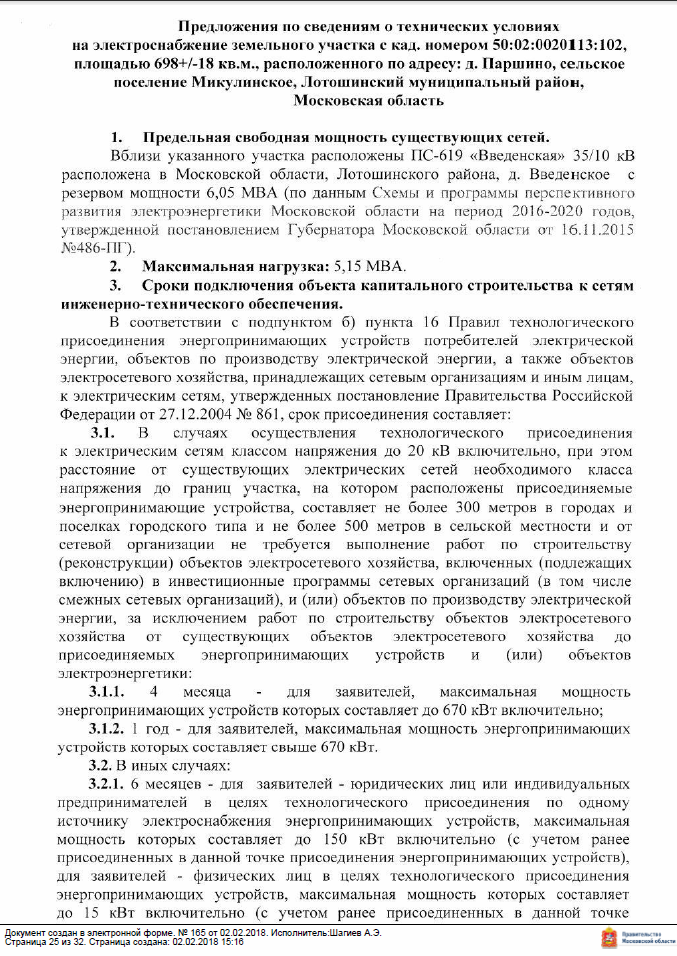 Предложения по сведениям о технических условиях
на электроснабжение земельного участка с кад. номером 50:02:0020113:102,
площадью 698+/-18 кв.м., расположенного по адресу: д. Паршино, сельское
поселение Микулинское, Лотошинский муниципальный район,
Московская область
1. Предельная свободная мощность существующих сетей.
Вблизи указанного участка расположены ПС-619 «Введенская» 35/10 кВ
расположена в Московской области, Лотошинского района, д. Введенское с
резервом мощности 6,05 МВА (по данным Схемы и программы перспективного
развития электроэнергетики Московской области на период 2016-2020 годов,
утвержденной постановлением Губернатора Московской области от 16.11.2015
№486-ПГ).
2. Максимальная нагрузка: 5,15 МВА.
3. Сроки подключения объекта капитального строительства к сетям
инженерно-технического обеспечения.
В соответствии с подпунктом б) пункта 16 Правил технологического
присоединения энергопринимающих устройств потребителей электрической
энергии, объектов по производству электрической энергии, а также объектов
электросетевого хозяйства, принадлежащих сетевым организациям и иным лицам,
к электрическим сетям, утвержденных постановление Правительства Российской
Федерации от 27.12.2004 № 861, срок присоединения составляет:
3.1. В случаях осуществления технологического присоединения
к электрическим сетям классом напряжения до 20 кВ включительно, при этом
расстояние от существующих электрических сетей необходимого класса
напряжения до границ участка, на котором расположены присоединяемые
энергопринимающие устройства, составляет не более 300 метров в городах и
поселках городского типа и не более 500 метров в сельской местности и от
сетевой организации не требуется выполнение работ по строительству
(реконструкции) объектов электросетевого хозяйства, включенных (подлежащих
включению) в инвестиционные программы сетевых организаций (в том числе
смежных сетевых организаций), и (или) объектов по производству электрической
энергии, за исключением работ по строительству объектов электросетевого
хозяйства от существующих объектов электросетевого хозяйства до
присоединяемых энергопринимающих устройств и (или) объектов
электроэнергетики:
3.1.1. 4 месяца - для заявителей, максимальная мощность
энергопринимающих устройств которых составляет до 670 кВт включительно;
3.1.2. 1 год - для заявителей, максимальная мощность энергопринимающих
устройств которых составляет свыше 670 кВт.
3.2. В иных случаях:
3.2.1. 6 месяцев - для заявителей - юридических лиц или индивидуальных
предпринимателей в целях технологического присоединения по одному
источнику электроснабжения энергопринимающих устройств, максимальная
мощность которых составляет до 150 кВт включительно (с учетом ранее
присоединенных в данной точке присоединения энергопринимающих устройств),
для заявителей - физических лиц в целях технологического присоединения
энергопринимающих устройств, максимальная мощность которых составляет
до 15 кВт включительно (с учетом ранее присоединенных в данной точке
Документ создан в электронной форме. № 165 от 02.02.2018. Исполнитель:Шагиев А.Э.
Страница 25 из 32. Страница создана: 02.02.2018 15:16
Правительство
Московской области